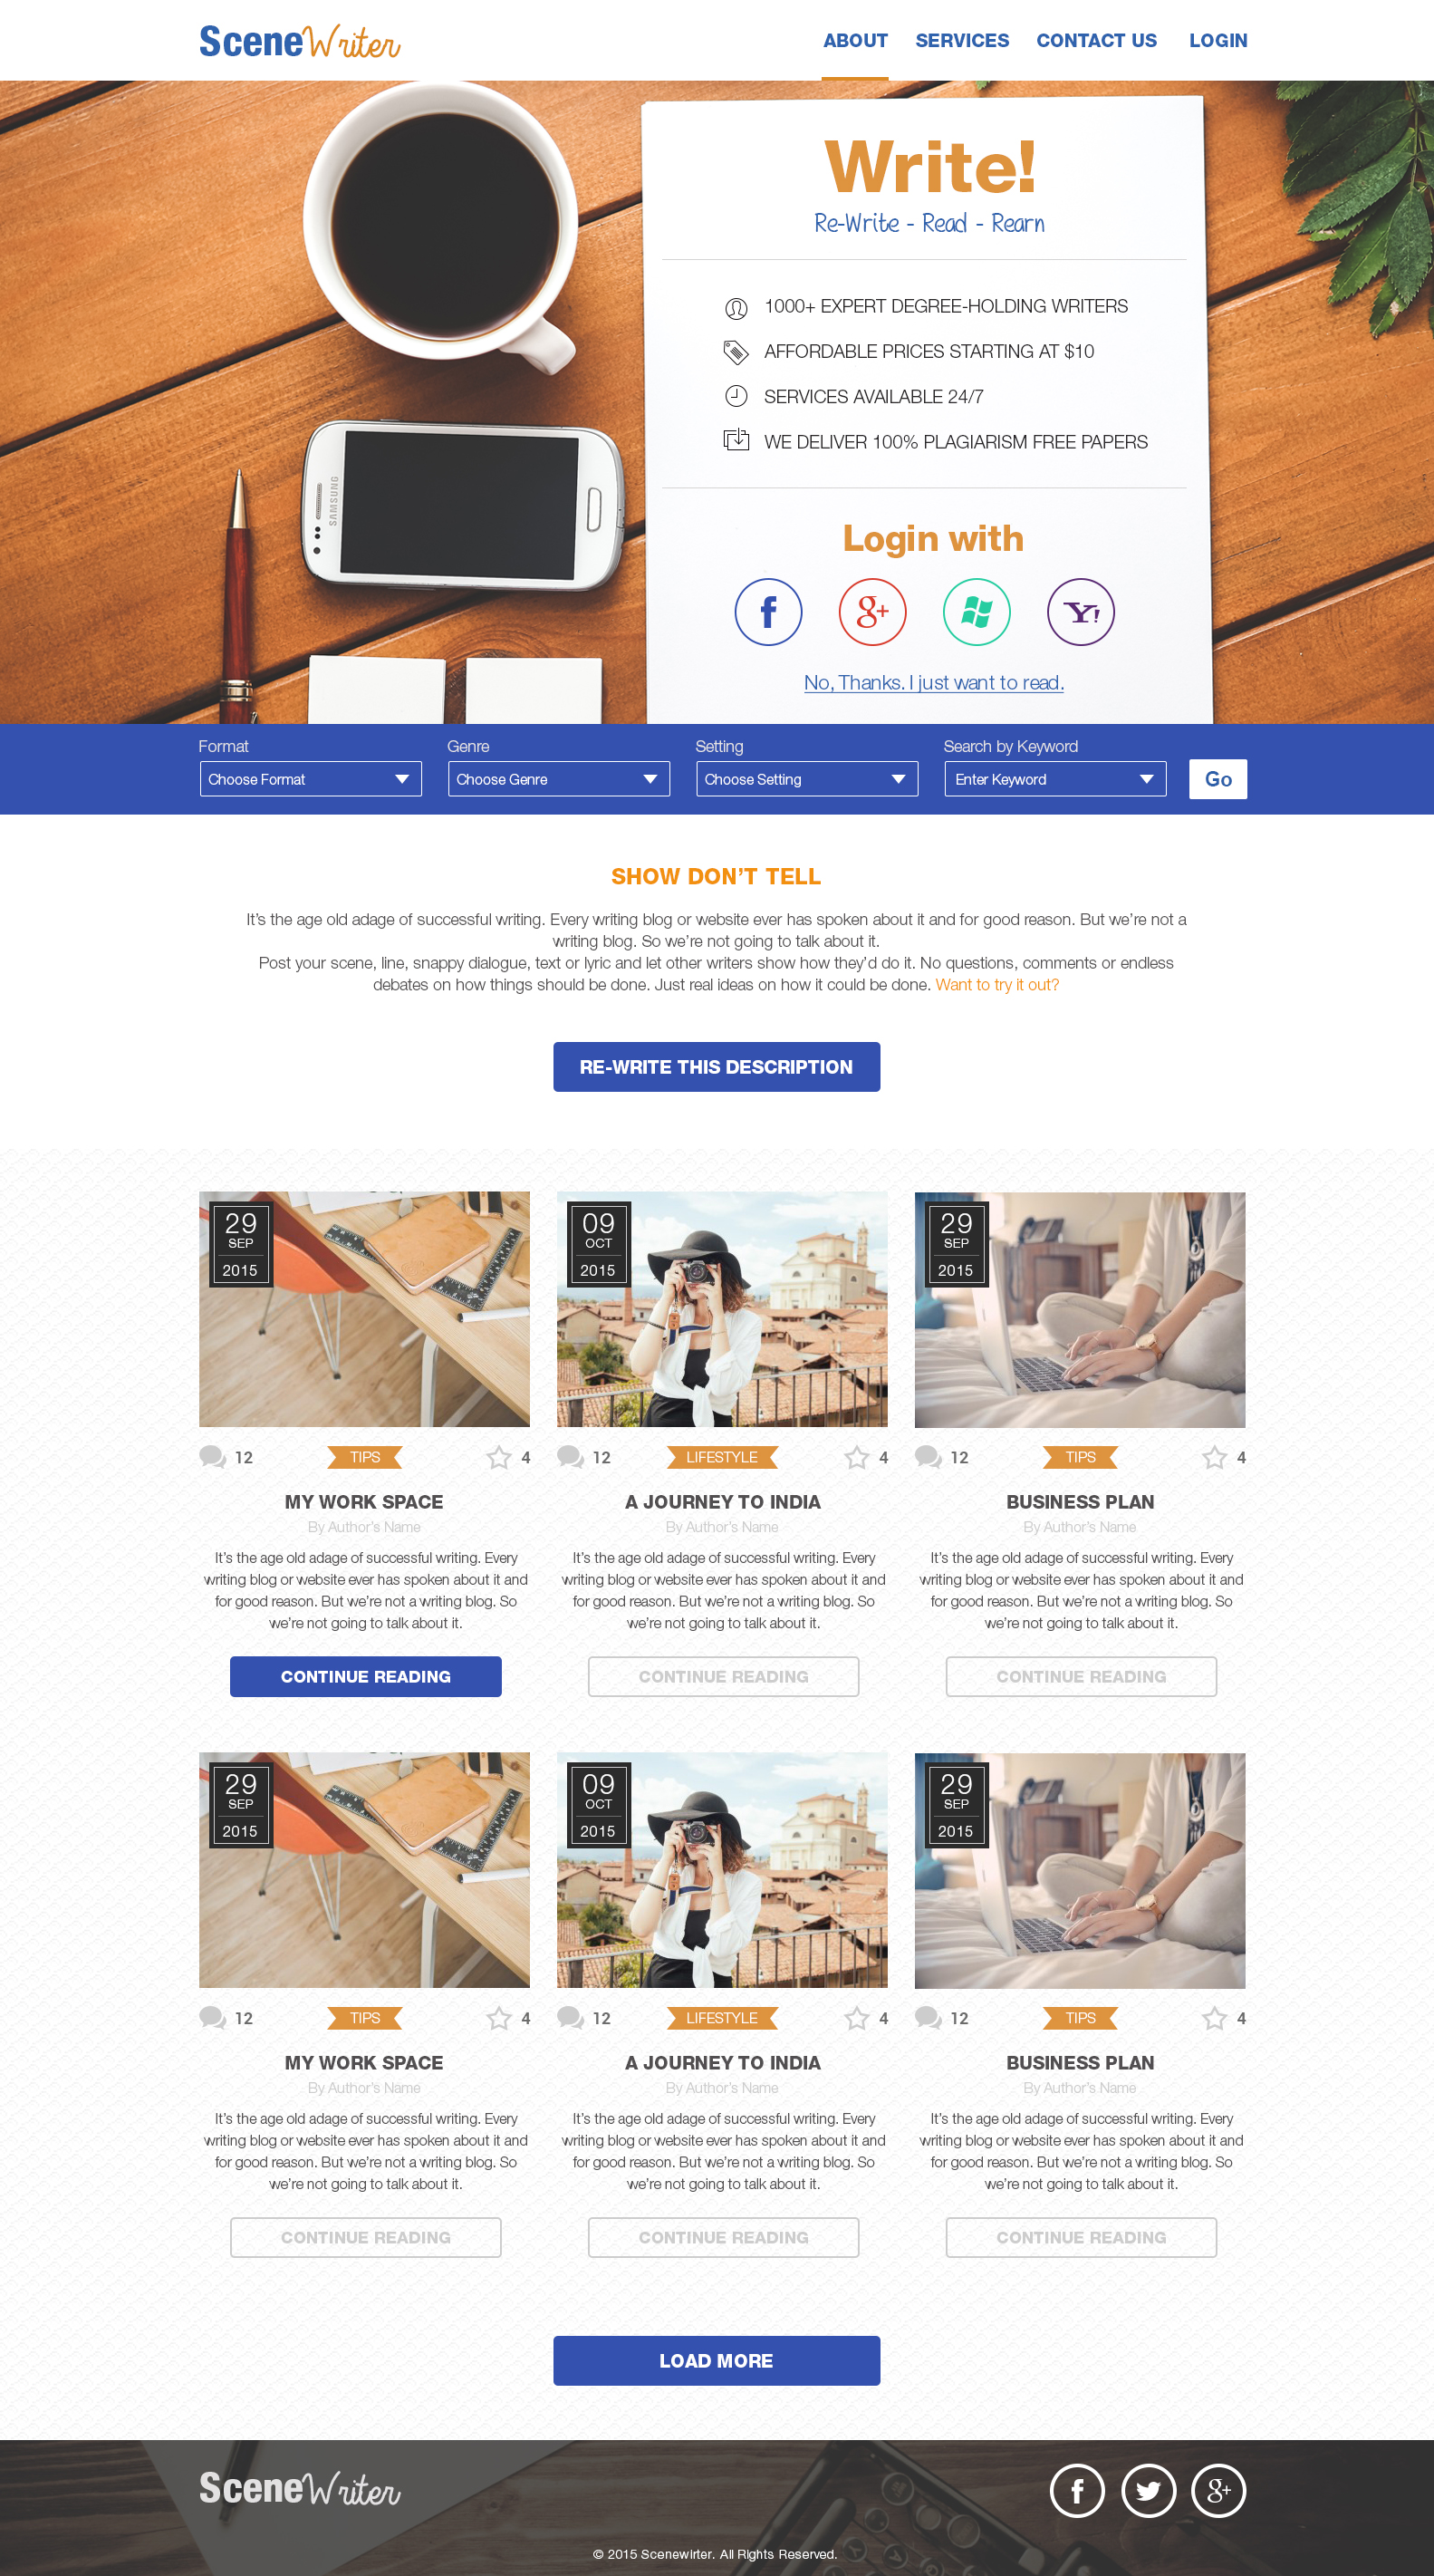 SceneWriter
ABOUT SERVICES CONTACT US LOGIN
Write!
Re-Write - Read - Rearn
1000+ EXPERT DEGREE-HOLDING WRITERS
AFFORDABLE PRICES STARTING AT $10
SERVICES AVAILABLE 24/7
WE DELIVER 100% PLAGIARISM FREE PAPERS
SAMSUNG
Login with
f g+ Y!
No, Thanks. I just want to read.
Format Genre Setting Search by Keyword
Choose Format Choose Genre Choose Setting Enter Keyword Go
SHOW DON'T TELL
It's the age old adage of successful writing. Every writing blog or website ever has spoken about it and for good reason. But we're not a
writing blog. So we're not going to talk about it.
Post your scene, line, snappy dialogue, text or lyric and let other writers show how they'd do it. No questions, comments or endless
debates on how things should be done. Just real ideas on how it could be done. Want to try it out?
RE-WRITE THIS DESCRIPTION
29
SEP
2015
12 TIPS 4
MY WORK SPACE
By Author's Name
It's the age old adage of successful writing. Every
writing blog or website ever has spoken about it and
for good reason. But we're not a writing blog. So
we're not going to talk about it.
CONTINUE READING
09
OCT
2015
12 LIFESTYLE 4
A JOURNEY TO INDIA
By Author's Name
It's the age old adage of successful writing. Every
writing blog or website ever has spoken about it and
for good reason. But we're not a writing blog. So
we're not going to talk about it.
CONTINUE READING
29
SEP
2015
12 TIPS 4
BUSINESS PLAN
By Author's Name
It's the age old adage of successful writing. Every
writing blog or website ever has spoken about it and
for good reason. But we're not a writing blog. So
we're not going to talk about it.
CONTINUE READING
29
SEP
2015
12 TIPS 4
MY WORK SPACE
By Author's Name
It's the age old adage of successful writing. Every
writing blog or website ever has spoken about it and
for good reason. But we're not a writing blog. So
we're not going to talk about it.
CONTINUE READING
09
OCT
2015
12 LIFESTYLE 4
A JOURNEY TO INDIA
By Author's Name
It's the age old adage of successful writing. Every
writing blog or website ever has spoken about it and
for good reason. But we're not a writing blog. So
we're not going to talk about it.
CONTINUE READING
29
SEP
2015
12 TIPS 4
BUSINESS PLAN
By Author's Name
It's the age old adage of successful writing. Every
writing blog or website ever has spoken about it and
for good reason. But we're not a writing blog. So
we're not going to talk about it.
CONTINUE READING
LOAD MORE
SceneWriter
f g+
© 2015 Scenewirter. All Rights Reserved.